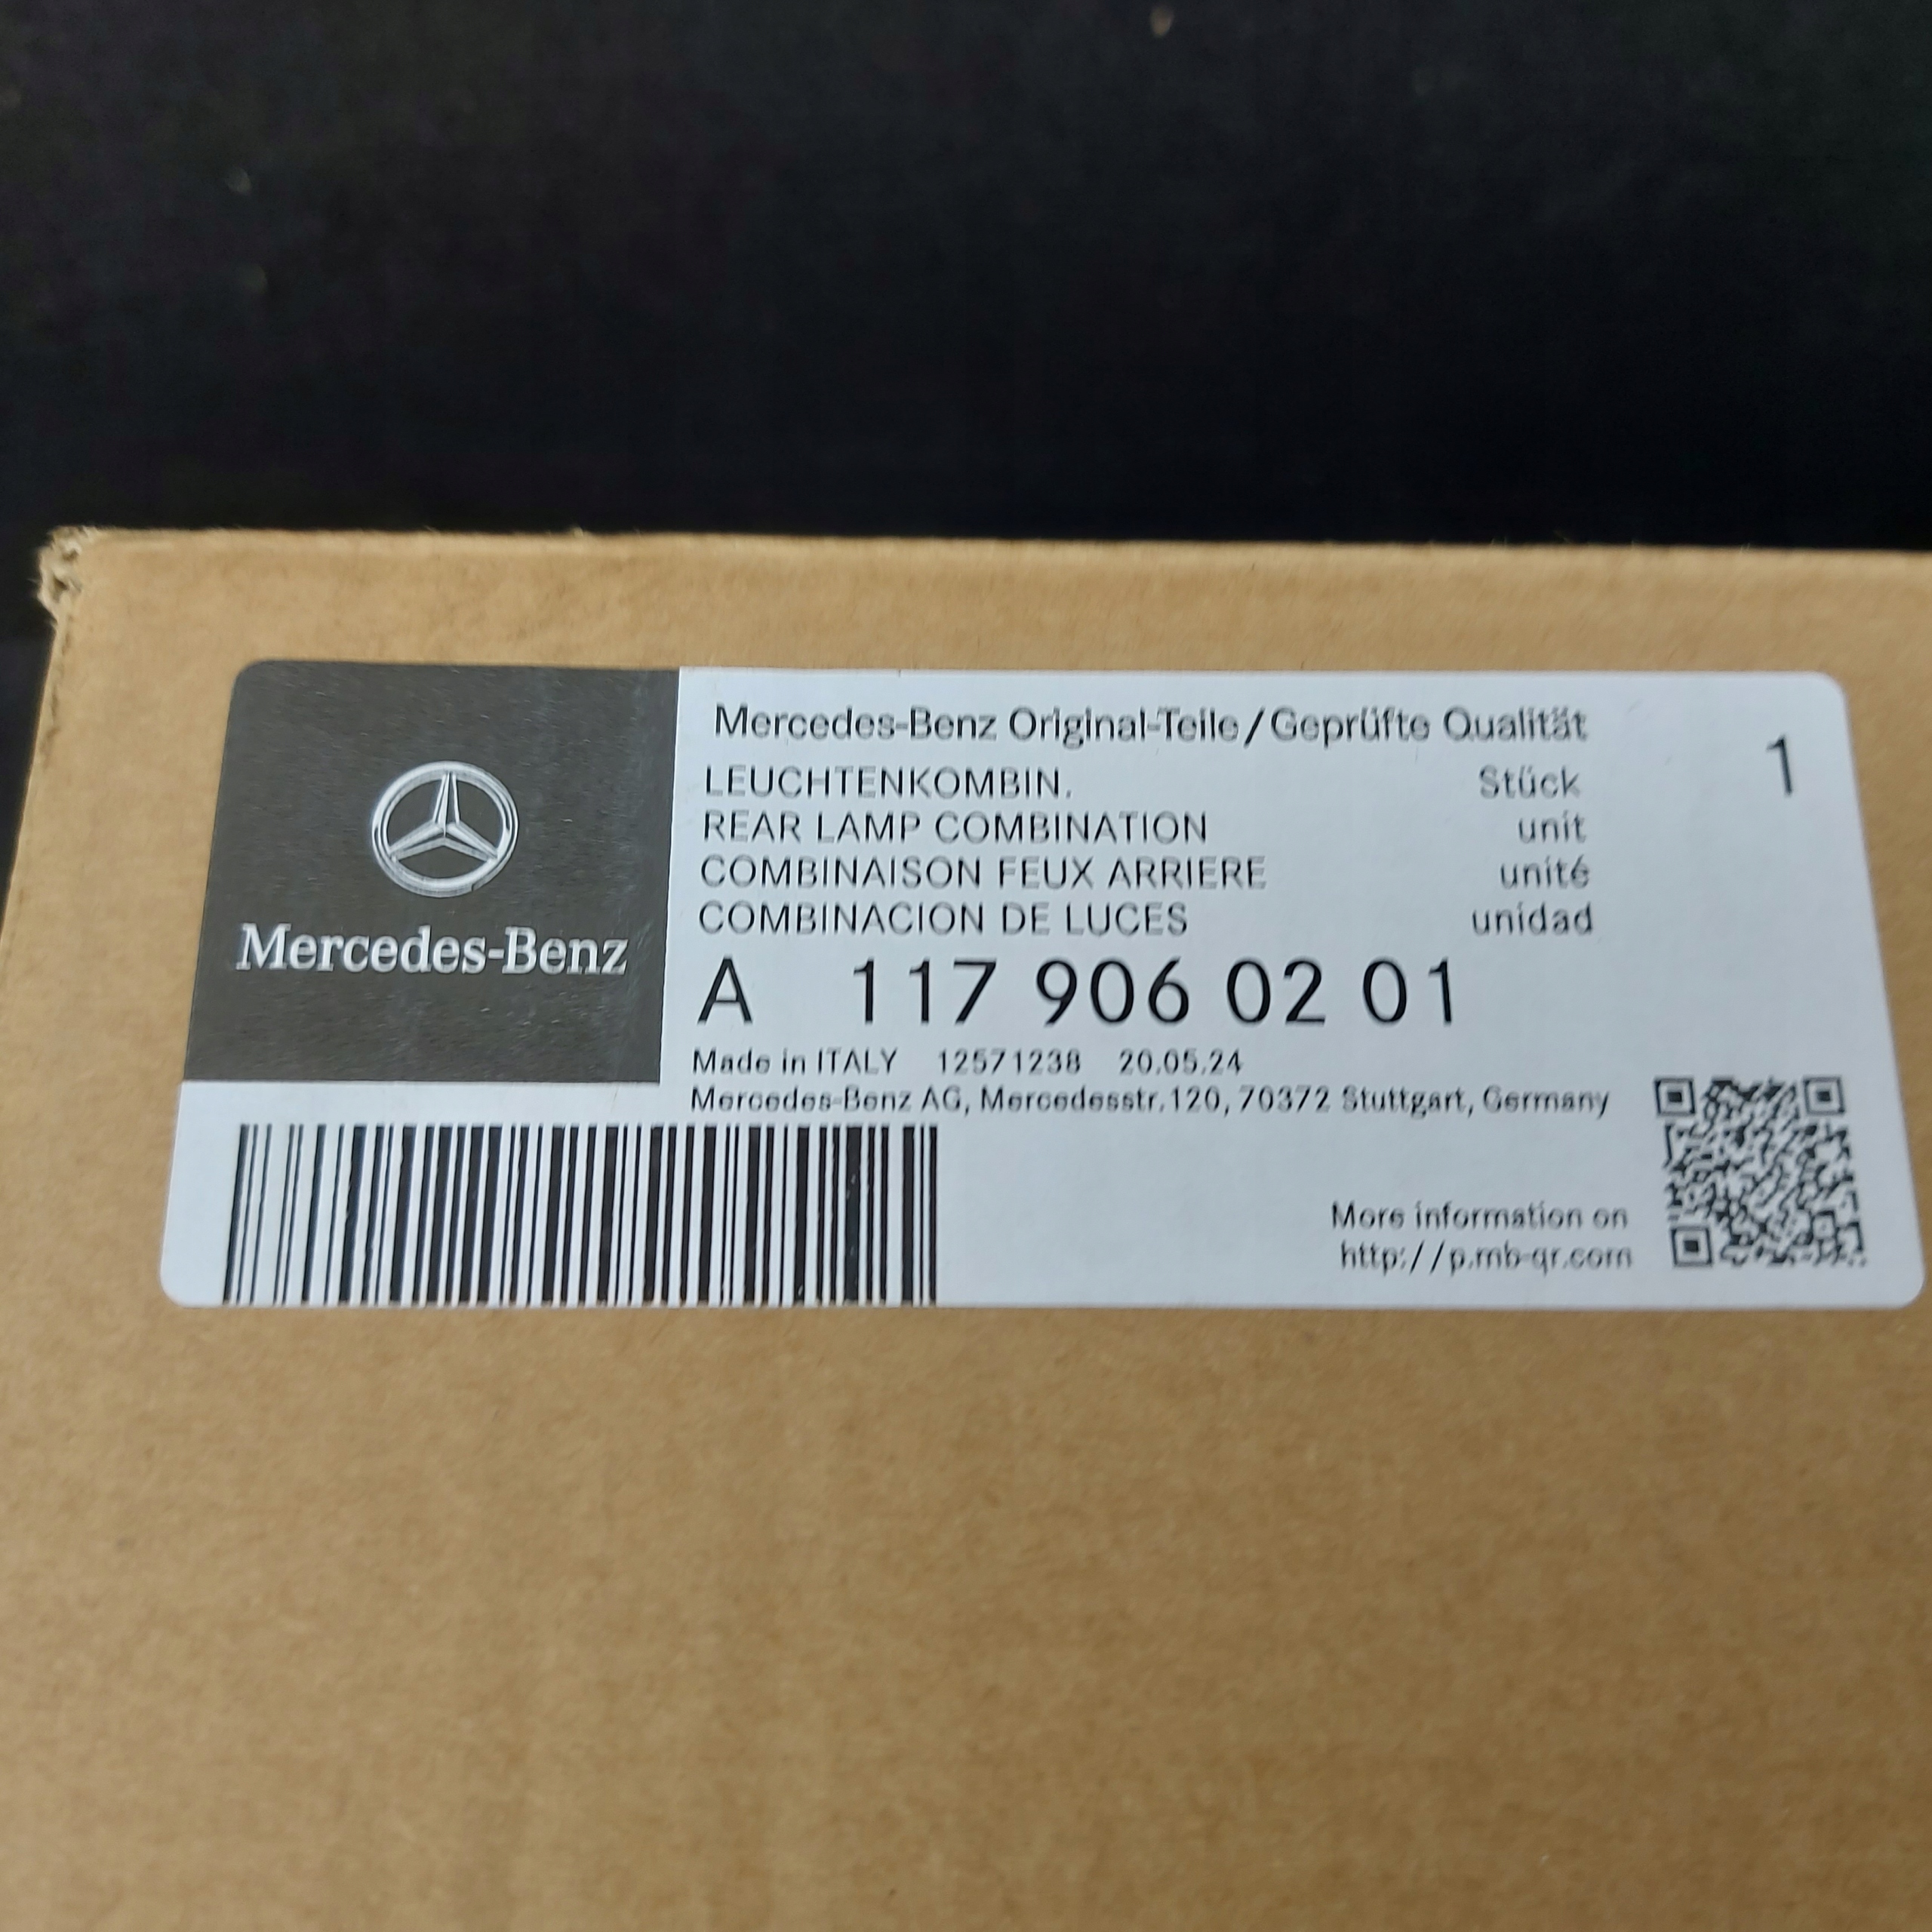 Mercedes-Benz
Mercedes-Benz Original-Teile/Geprüfte Qualität
LEUCHTENKOMBIN. Stück 1
REAR LAMP COMBINATION unit
COMBINAISON FEUX ARRIERE unité
COMBINACION DE LUCES unidad
A 117 906 02 01
Made in ITALY 12571238 20.05.24
Mercedes-Benz AG, Mercedesstr.120, 70372 Stuttgart, Germany
More information on
http://p.mb-qr.com